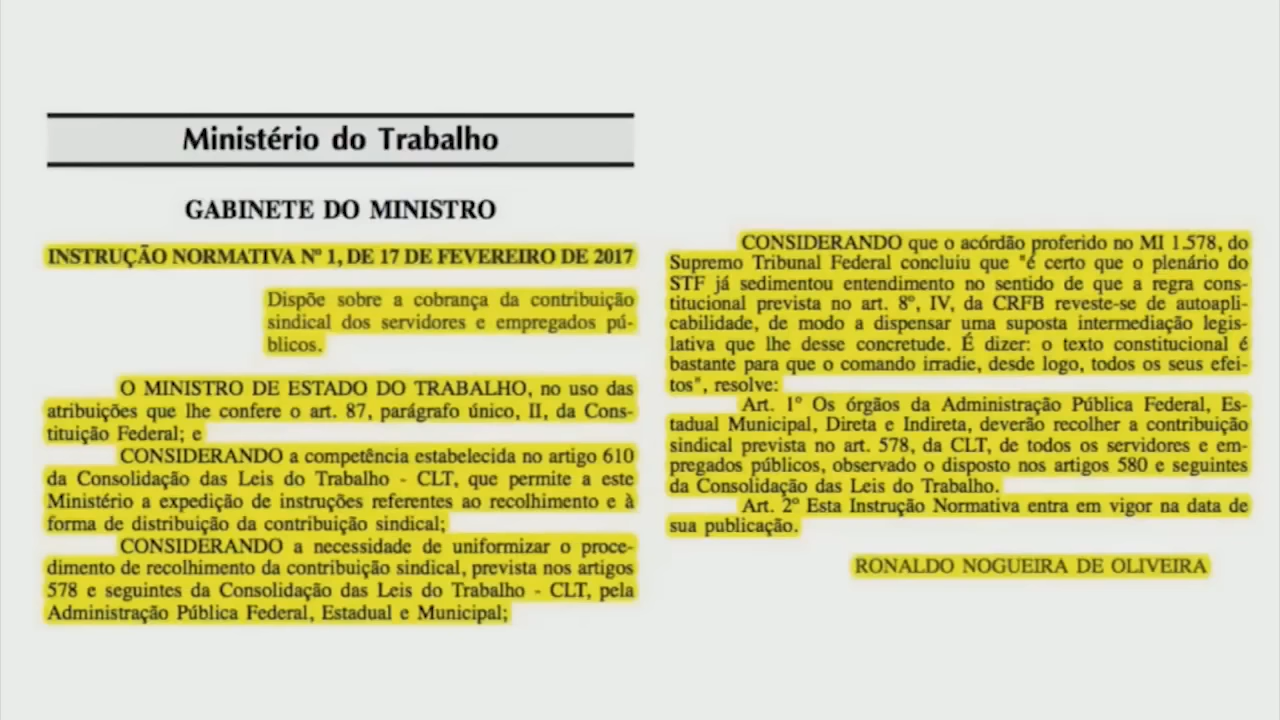 Ministério do Trabalho
GABINETE DO MINISTRO
INSTRUÇÃO NORMATIVA Nº 1, DE 17 DE FEVEREIRO DE 2017
Dispõe sobre a cobrança da contribuição
sindical dos servidores e empregados pú-
blicos.
O MINISTRO DE ESTADO DO TRABALHO, no uso das
atribuições que lhe confere o art. 87, parágrafo único, II, da Cons-
tituição Federal; e
CONSIDERANDO a competência estabelecida no artigo 610
da Consolidação das Leis do Trabalho - CLT, que permite a este
Ministério a expedição de instruções referentes ao recolhimento e à
forma de distribuição da contribuição sindical;
CONSIDERANDO a necessidade de uniformizar o proce-
dimento de recolhimento da contribuição sindical, prevista nos artigos
578 e seguintes da Consolidação das Leis do Trabalho - CLT, pela
Administração Pública Federal, Estadual e Municipal;
CONSIDERANDO que o acórdão proferido no MI 1.578, do
Supremo Tribunal Federal concluiu que "é certo que o plenário do
STF já sedimentou entendimento no sentido de que a regra cons-
titucional prevista no art. 8º, IV, da CRFB reveste-se de autoapli-
cabilidade, de modo a dispensar uma suposta intermediação legis-
lativa que lhe desse concretude. É dizer: o texto constitucional é
bastante para que o comando irradie, desde logo, todos os seus efei-
tos", resolve:
Art. 1º Os órgãos da Administração Pública Federal, Es-
tadual Municipal, Direta e Indireta, deverão recolher a contribuição
sindical prevista no art. 578, da CLT, de todos os servidores e em-
pregados públicos, observado o disposto nos artigos 580 e seguintes
da Consolidação das Leis do Trabalho.
Art. 2º Esta Instrução Normativa entra em vigor na data de
sua publicação.
RONALDO NOGUEIRA DE OLIVEIRA